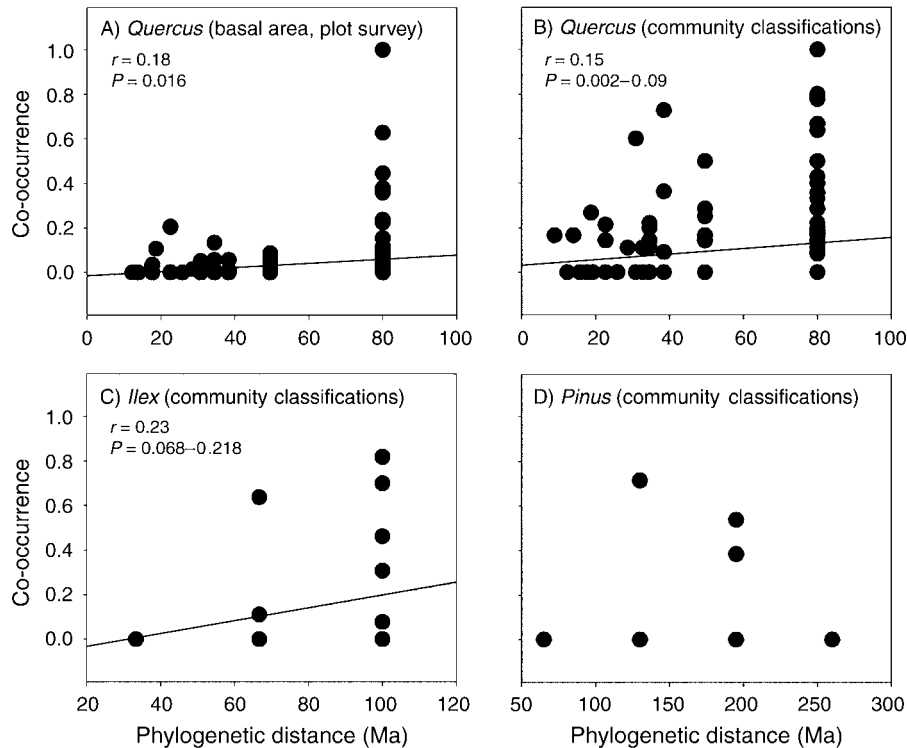 A) Quercus (basal area, plot survey)
r = 0.18
P = 0.016
Co-occurrence
1.0
0.8
0.6
0.4
0.2
0.0
0 20 40 60 80 100
B) Quercus (community classifications)
r = 0.15
P = 0.002–0.09
0 20 40 60 80 100
C) Ilex (community classifications)
r = 0.23
P = 0.068–0.218
Co-occurrence
1.0
0.8
0.6
0.4
0.2
0.0
20 40 60 80 100 120
Phylogenetic distance (Ma)
D) Pinus (community classifications)
50 100 150 200 250 300
Phylogenetic distance (Ma)